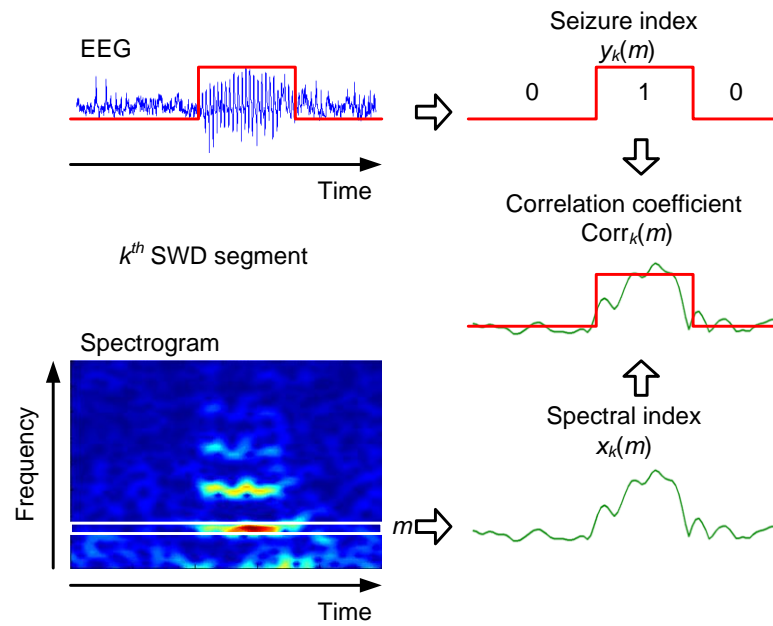 EEG
Time
Seizure index
yk(m)
0 1 0
Correlation coefficient
Corrk(m)
kth SWD segment
Spectrogram
Frequency
Time
m
Spectral index
xk(m)